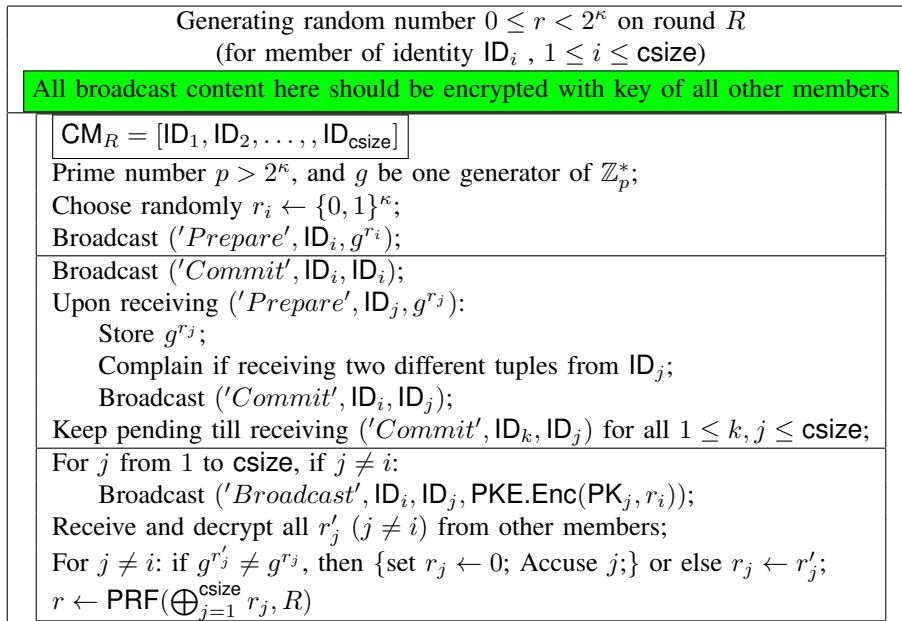 Generating random number 0 ≤ r < 2^κ on round R
(for member of identity ID_i , 1 ≤ i ≤ csize)
All broadcast content here should be encrypted with key of all other members
CM_R = [ID_1, ID_2, . . . , , ID_csize]
Prime number p > 2^κ, and g be one generator of ℤ_p^*;
Choose randomly r_i ← {0, 1}^κ;
Broadcast ('Prepare', ID_i, g^{r_i});
Broadcast ('Commit', ID_i, ID_i);
Upon receiving ('Prepare', ID_j, g^{r_j}):
Store g^{r_j};
Complain if receiving two different tuples from ID_j;
Broadcast ('Commit', ID_i, ID_j);
Keep pending till receiving ('Commit', ID_k, ID_j) for all 1 ≤ k, j ≤ csize;
For j from 1 to csize, if j ≠ i:
Broadcast ('Broadcast', ID_i, ID_j, PKE.Enc(PK_j, r_i));
Receive and decrypt all r'_j (j ≠ i) from other members;
For j ≠ i: if g^{r'_j} ≠ g^{r_j}, then {set r_j ← 0; Accuse j;} or else r_j ← r'_j;
r ← PRF(⊕_{j=1}^{csize} r_j, R)